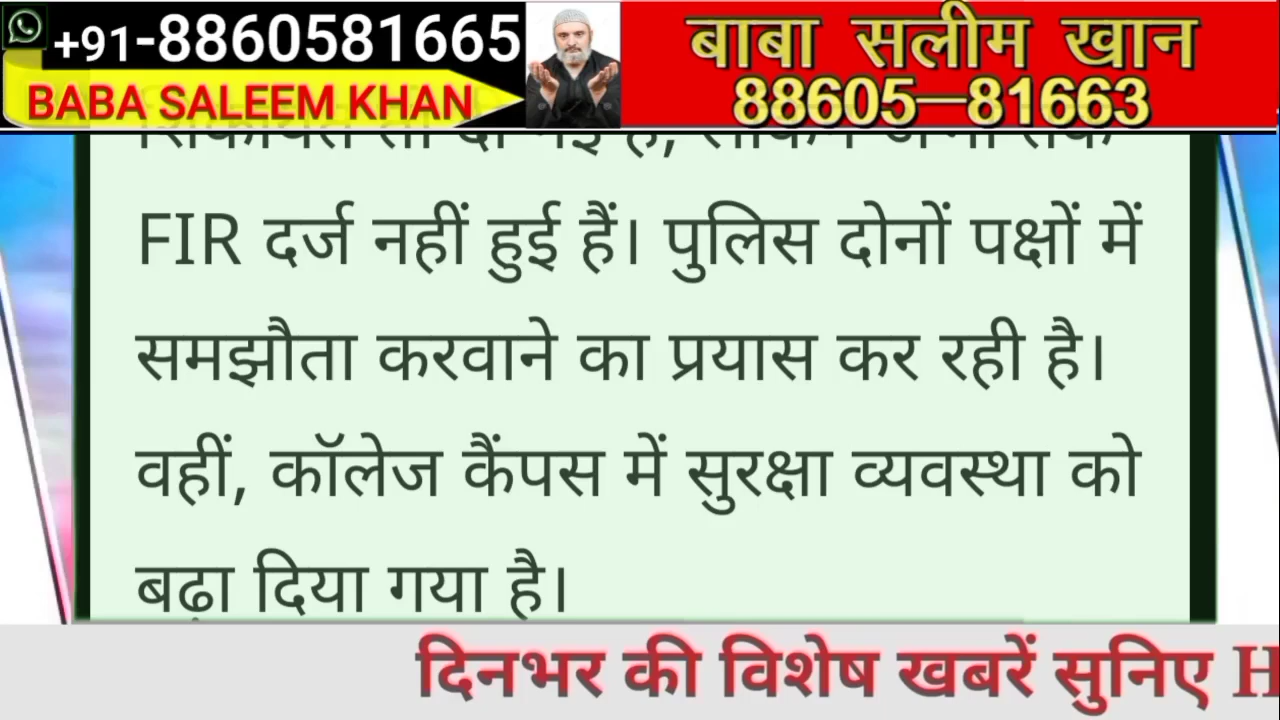 +91-8860581665
BABA SALEEM KHAN
बाबा सलीम खान
88605–81663
FIR दर्ज नहीं हुई हैं। पुलिस दोनों पक्षों में
समझौता करवाने का प्रयास कर रही है।
वहीं, कॉलेज कैंपस में सुरक्षा व्यवस्था को
बढ़ा दिया गया है।
दिनभर की विशेष खबरें सुनिए H